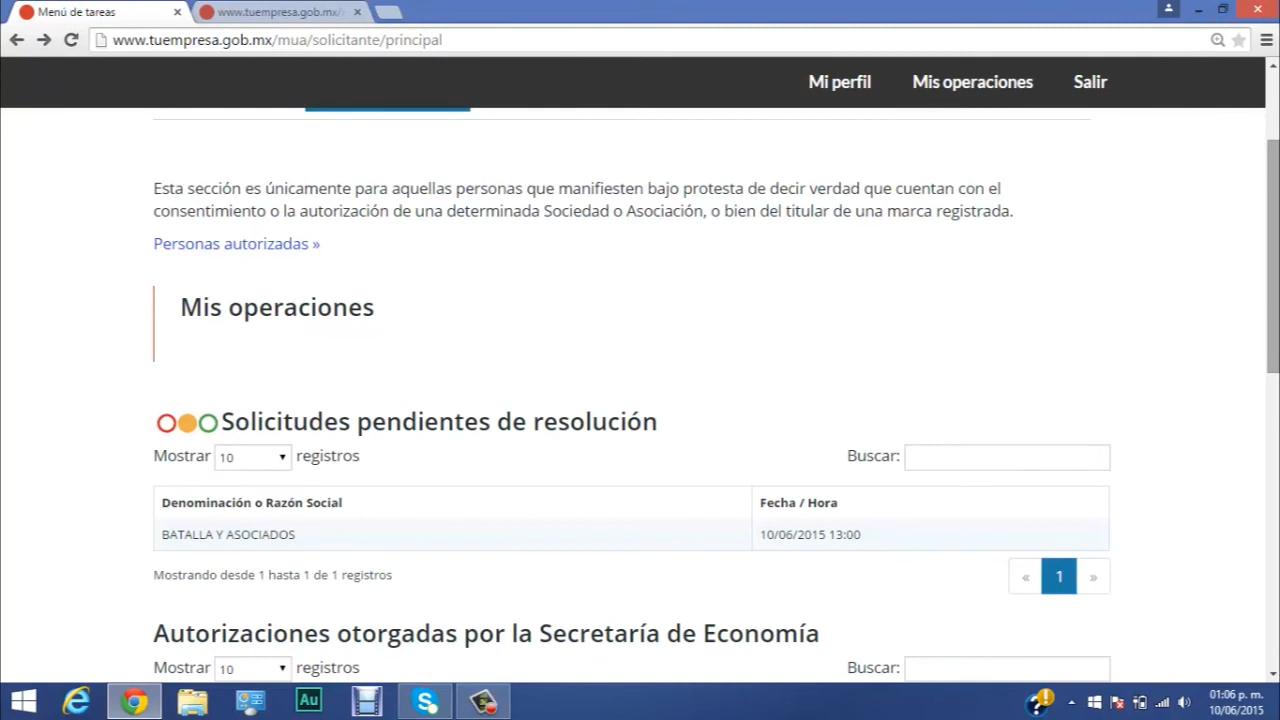 Menú de tareas
www.tuempresa.gob.mx/
www.tuempresa.gob.mx/mua/solicitante/principal
Mi perfil Mis operaciones Salir
Esta sección es únicamente para aquellas personas que manifiesten bajo protesta de decir verdad que cuentan con el
consentimiento o la autorización de una determinada Sociedad o Asociación, o bien del titular de una marca registrada.
Personas autorizadas »
Mis operaciones
Solicitudes pendientes de resolución
Mostrar 10 registros Buscar:
Denominación o Razón Social Fecha / Hora
BATALLA Y ASOCIADOS 10/06/2015 13:00
Mostrando desde 1 hasta 1 de 1 registros
« 1 »
Autorizaciones otorgadas por la Secretaría de Economía
Mostrar 10 registros Buscar:
Au
01:06 p. m.
10/06/2015